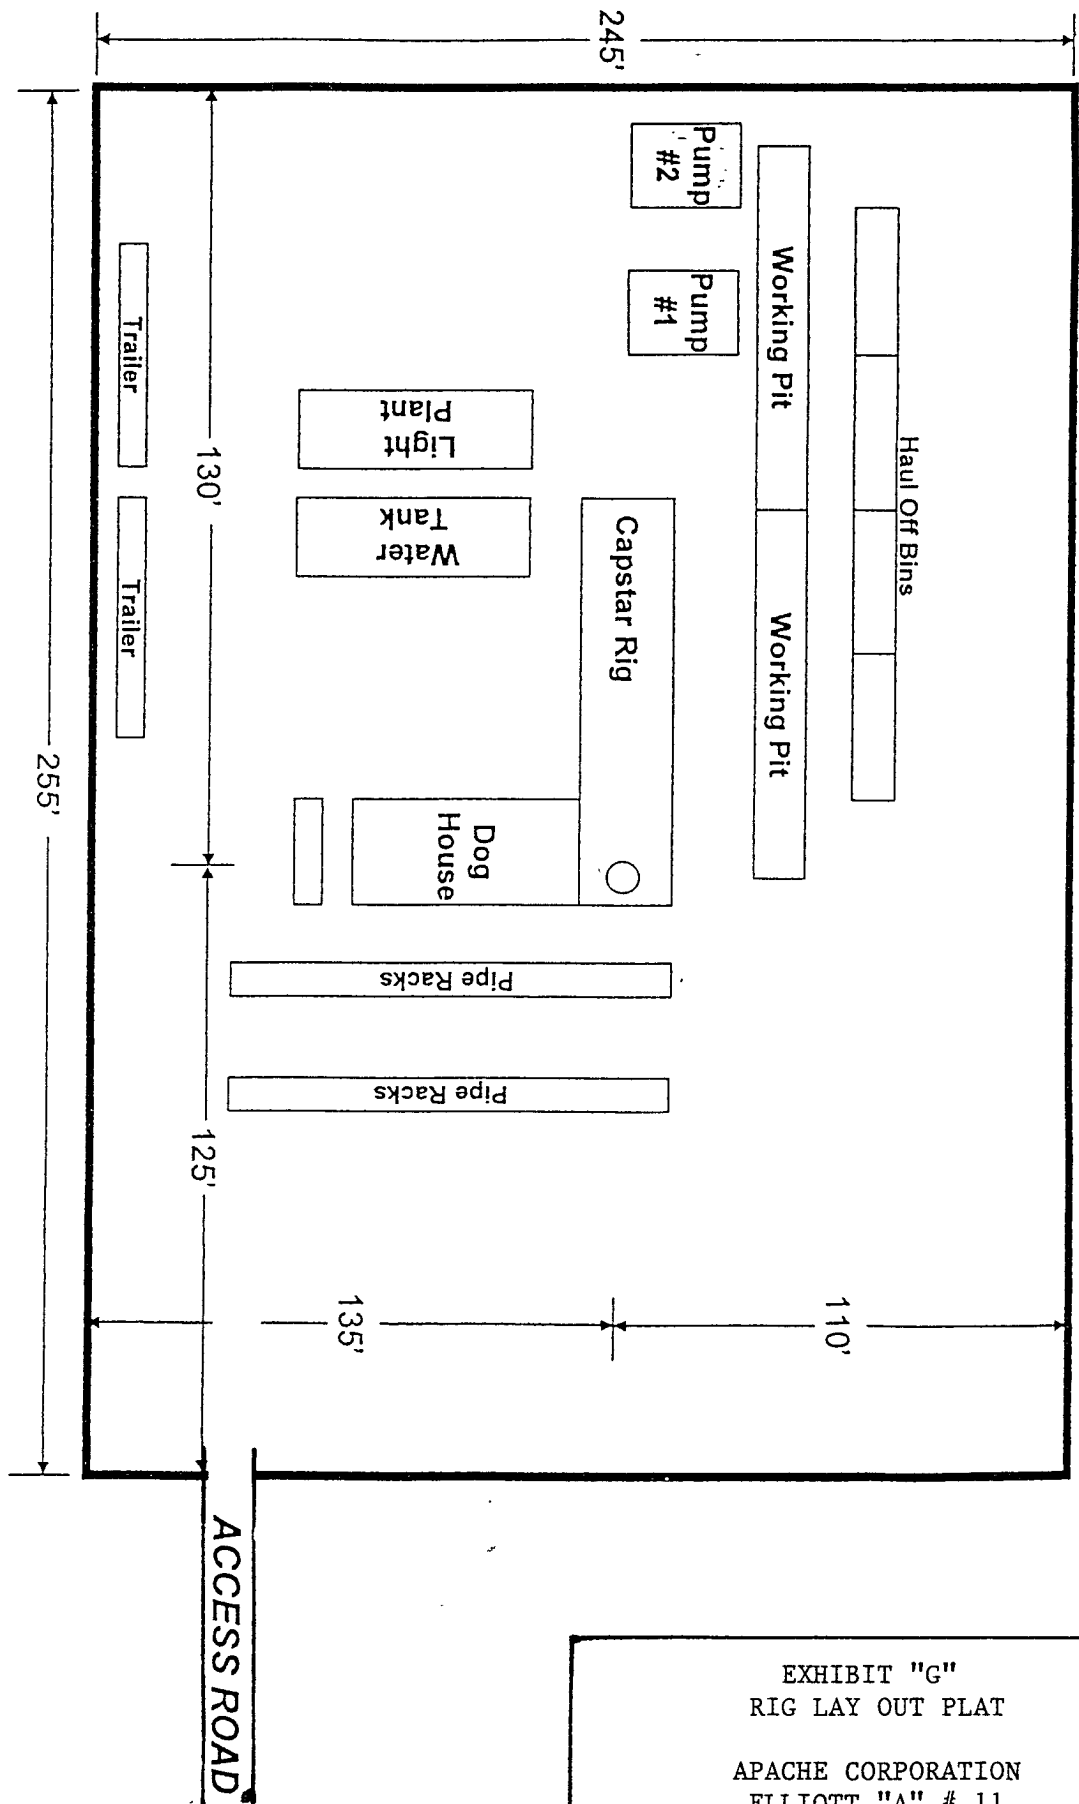 245'
Pump
#2
Pump
#1
Working Pit
Working Pit
Haul Off Bins
Light
Plant
Water
Tank
Capstar Rig
Dog
House
Trailer
Trailer
130'
255'
Pipe Racks
Pipe Racks
125'
135'
110'
ACCESS ROAD
EXHIBIT "G"
RIG LAY OUT PLAT
APACHE CORPORATION
ELLIOTT "A" # 11